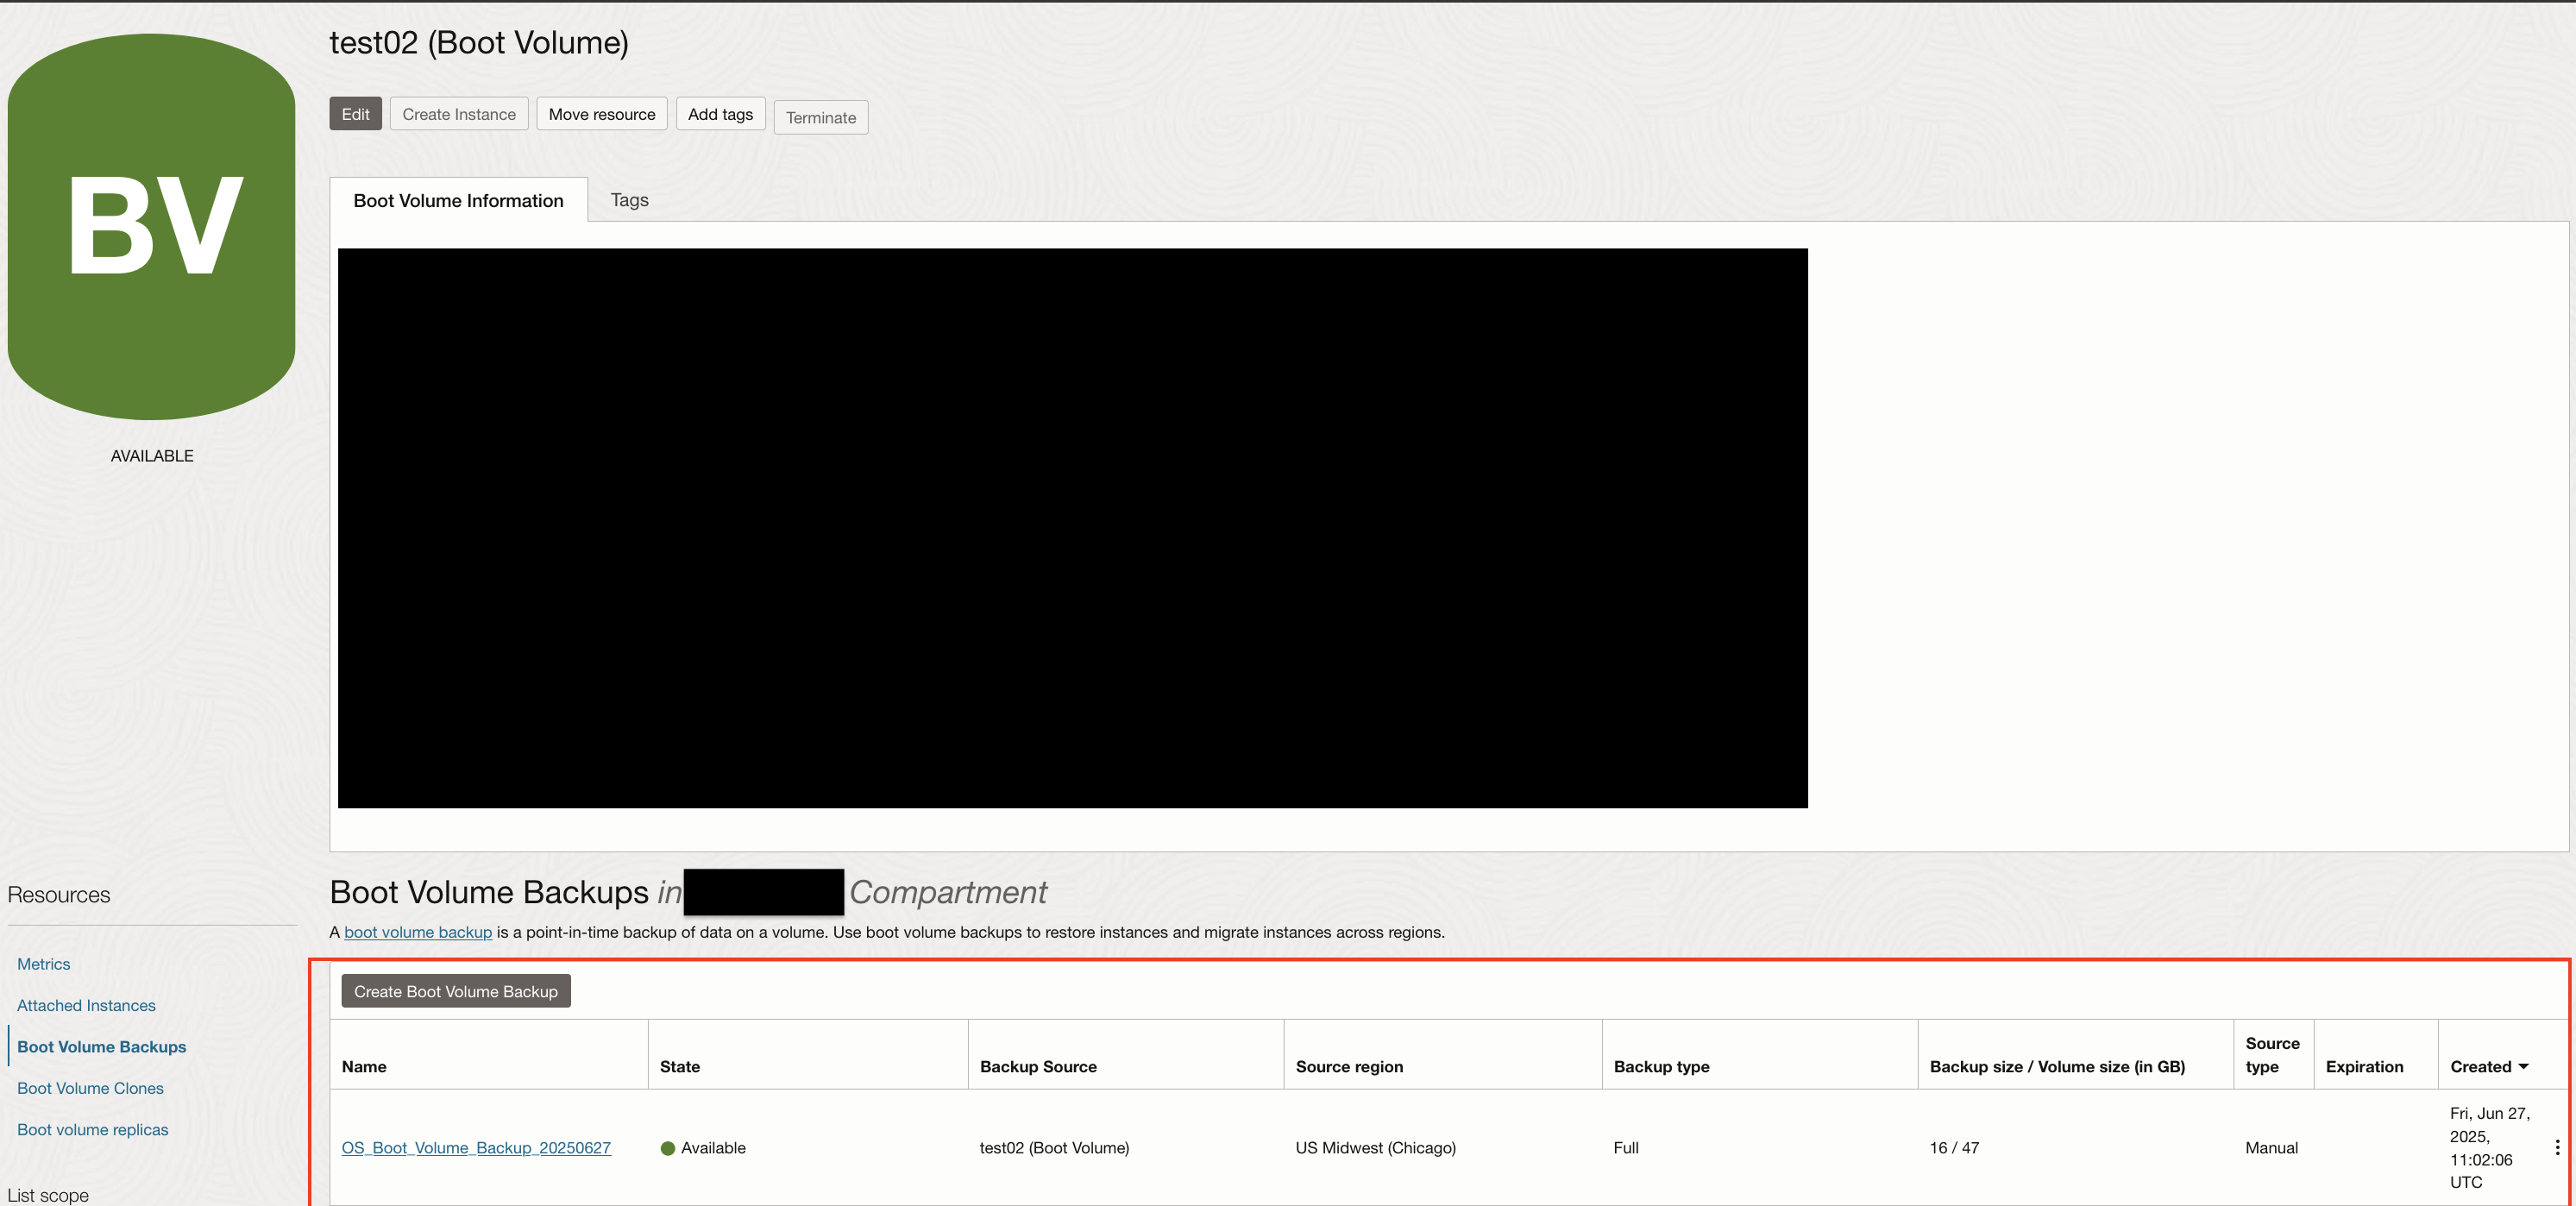 test02 (Boot Volume)
Edit
Create Instance
Move resource
Add tags
Terminate
BV
AVAILABLE
Boot Volume Information
Tags
Boot Volume Backups in Compartment
A boot volume backup is a point-in-time backup of data on a volume. Use boot volume backups to restore instances and migrate instances across regions.
Resources
Metrics
Attached Instances
Boot Volume Backups
Boot Volume Clones
Boot volume replicas
List scope
Create Boot Volume Backup
Name
State
Backup Source
Source region
Backup type
Backup size / Volume size (in GB)
Source
type
Expiration
Created
OS_Boot_Volume_Backup_20250627
Available
test02 (Boot Volume)
US Midwest (Chicago)
Full
16 / 47
Manual
Fri, Jun 27,
2025,
11:02:06
UTC